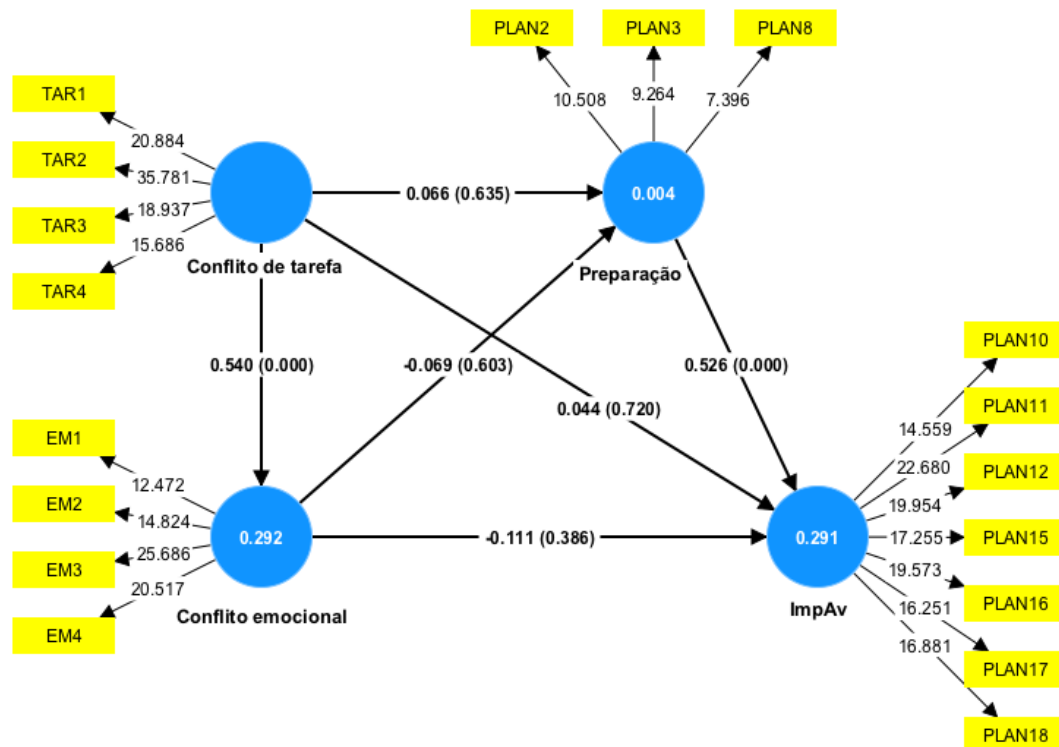 PLAN2
PLAN3
PLAN8
10.508
9.264
7.396
TAR1
TAR2
TAR3
TAR4
20.884
35.781
18.937
15.686
Conflito de tarefa
0.066 (0.635)
0.004
Preparação
0.540 (0.000)
-0.069 (0.603)
0.044 (0.720)
0.526 (0.000)
EM1
EM2
EM3
EM4
12.472
14.824
25.686
20.517
0.292
Conflito emocional
-0.111 (0.386)
0.291
ImpAv
14.559
22.680
19.954
17.255
19.573
16.251
16.881
PLAN10
PLAN11
PLAN12
PLAN15
PLAN16
PLAN17
PLAN18